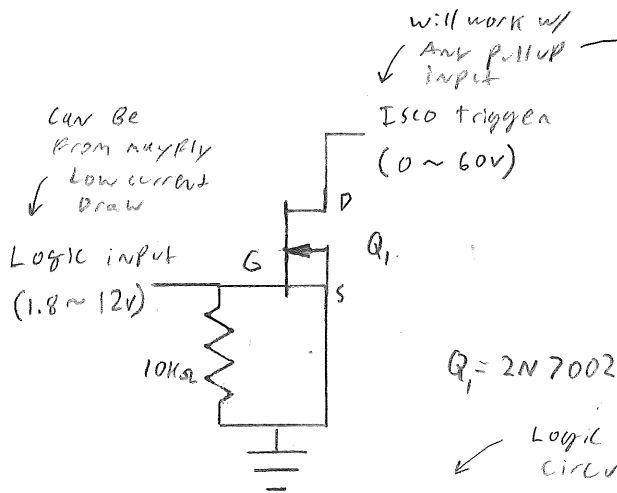 will work w/
Any pullup
input
Isco trigger
(0 ~ 60v)
Can Be
From mayfly
Low current
Draw
Logic input
(1.8 ~ 12v)
G
D
Q1
S
10KΩ
Q1 = 2N7002
Logic
circu